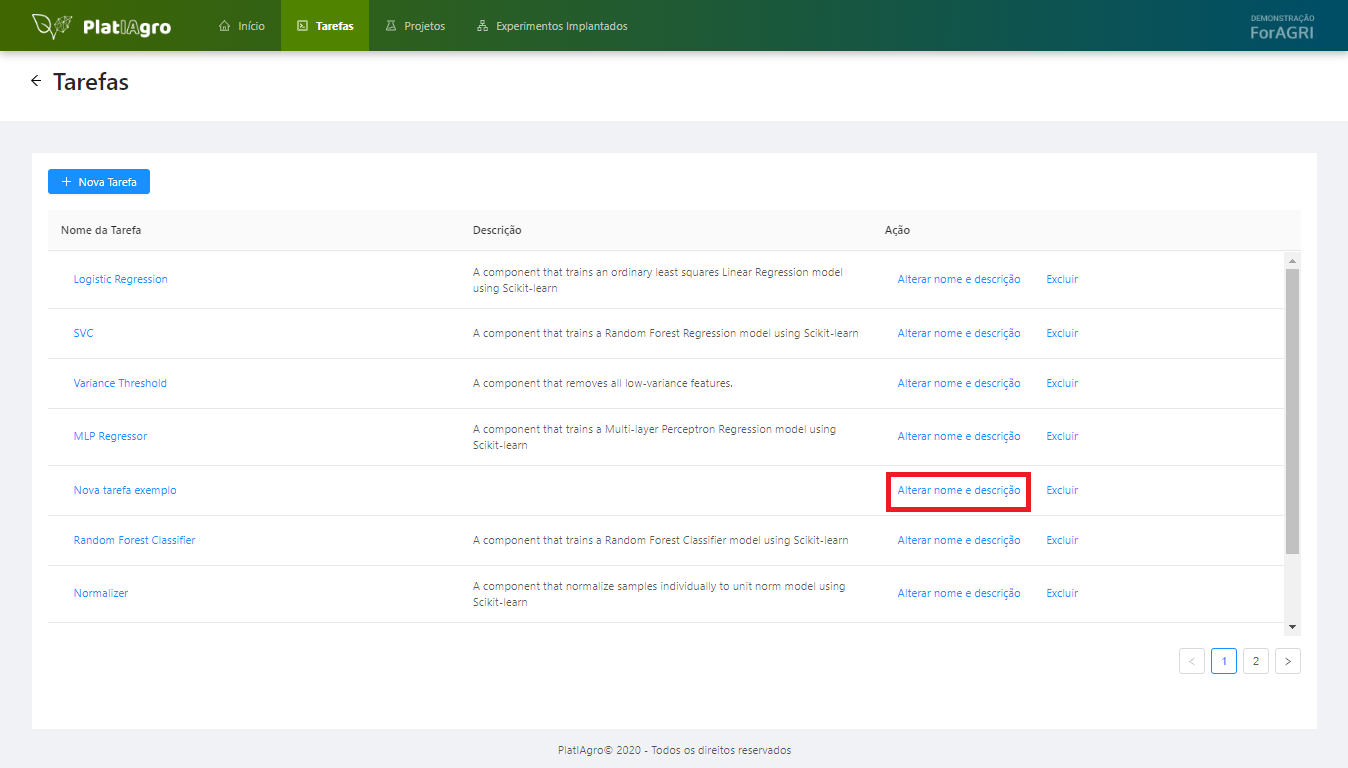 PlatIAgro Início Tarefas Projetos Experimentos Implantados DEMONSTRAÇÃO
ForAGRI
Tarefas
Nova Tarefa
Nome da Tarefa Descrição Ação
Logistic Regression A component that trains an ordinary least squares Linear Regression model Alterar nome e descrição Excluir
using Scikit-learn
SVC A component that trains a Random Forest Regression model using Scikit-learn Alterar nome e descrição Excluir
Variance Threshold A component that removes all low-variance features. Alterar nome e descrição Excluir
MLP Regressor A component that trains a Multi-layer Perceptron Regression model using Alterar nome e descrição Excluir
Scikit-learn
Nova tarefa exemplo Alterar nome e descrição Excluir
Random Forest Classifier A component that trains a Random Forest Classifier model using Scikit-learn Alterar nome e descrição Excluir
Normalizer A component that normalize samples individually to unit norm model using Alterar nome e descrição Excluir
Scikit-learn
< 1 2 >
PlatIAgro© 2020 - Todos os direitos reservados